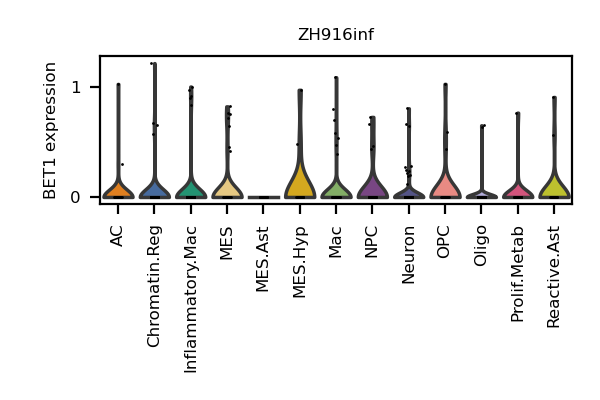 ZH916inf
BET1 expression
1
0
AC
Chromatin.Reg
Inflammatory.Mac
MES
MES.Ast
MES.Hyp
Mac
NPC
Neuron
OPC
Oligo
Prolif.Metab
Reactive.Ast